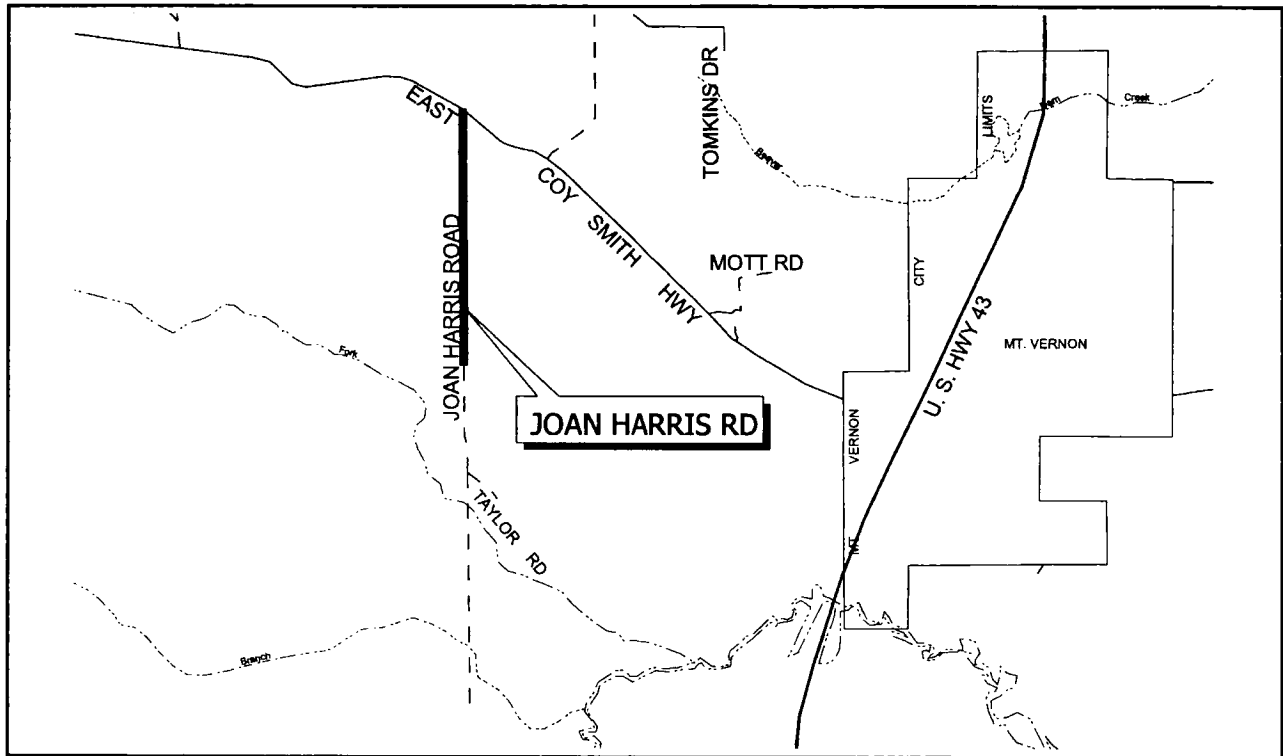 EAST
COY SMITH HWY
TOMKINS DR
LIMITS
Creek
CITY
MOTT RD
U. S. HWY 43
MT. VERNON
JOAN HARRIS ROAD
Fork
JOAN HARRIS RD
VERNON
MT.
TAYLOR RD
Branch